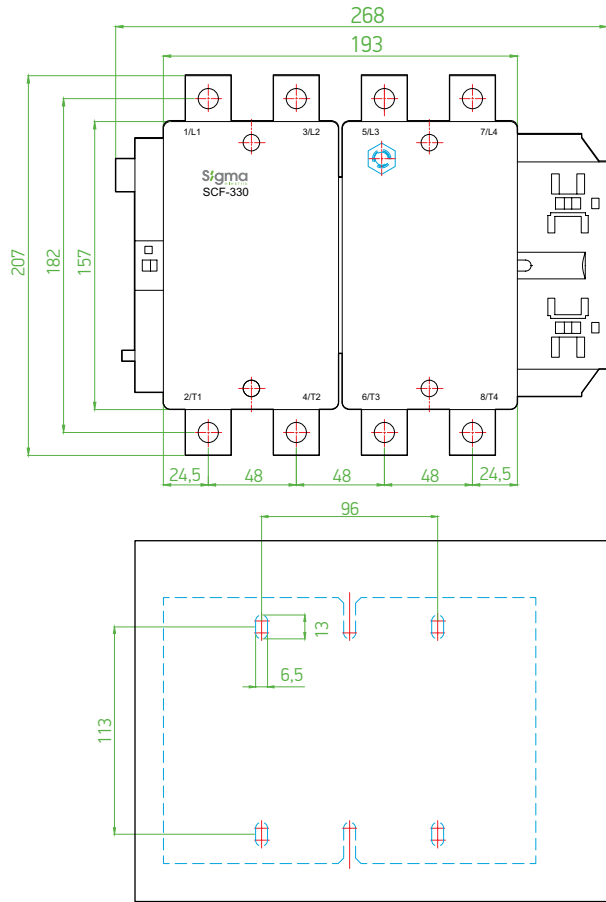 268
193
1/L1 3/L2 5/L3 7/L4
Sigma
SCF-330
207
182
157
2/T1 4/T2 6/T3 8/T4
24,5 48 48 48 24,5
96
13
6,5
113